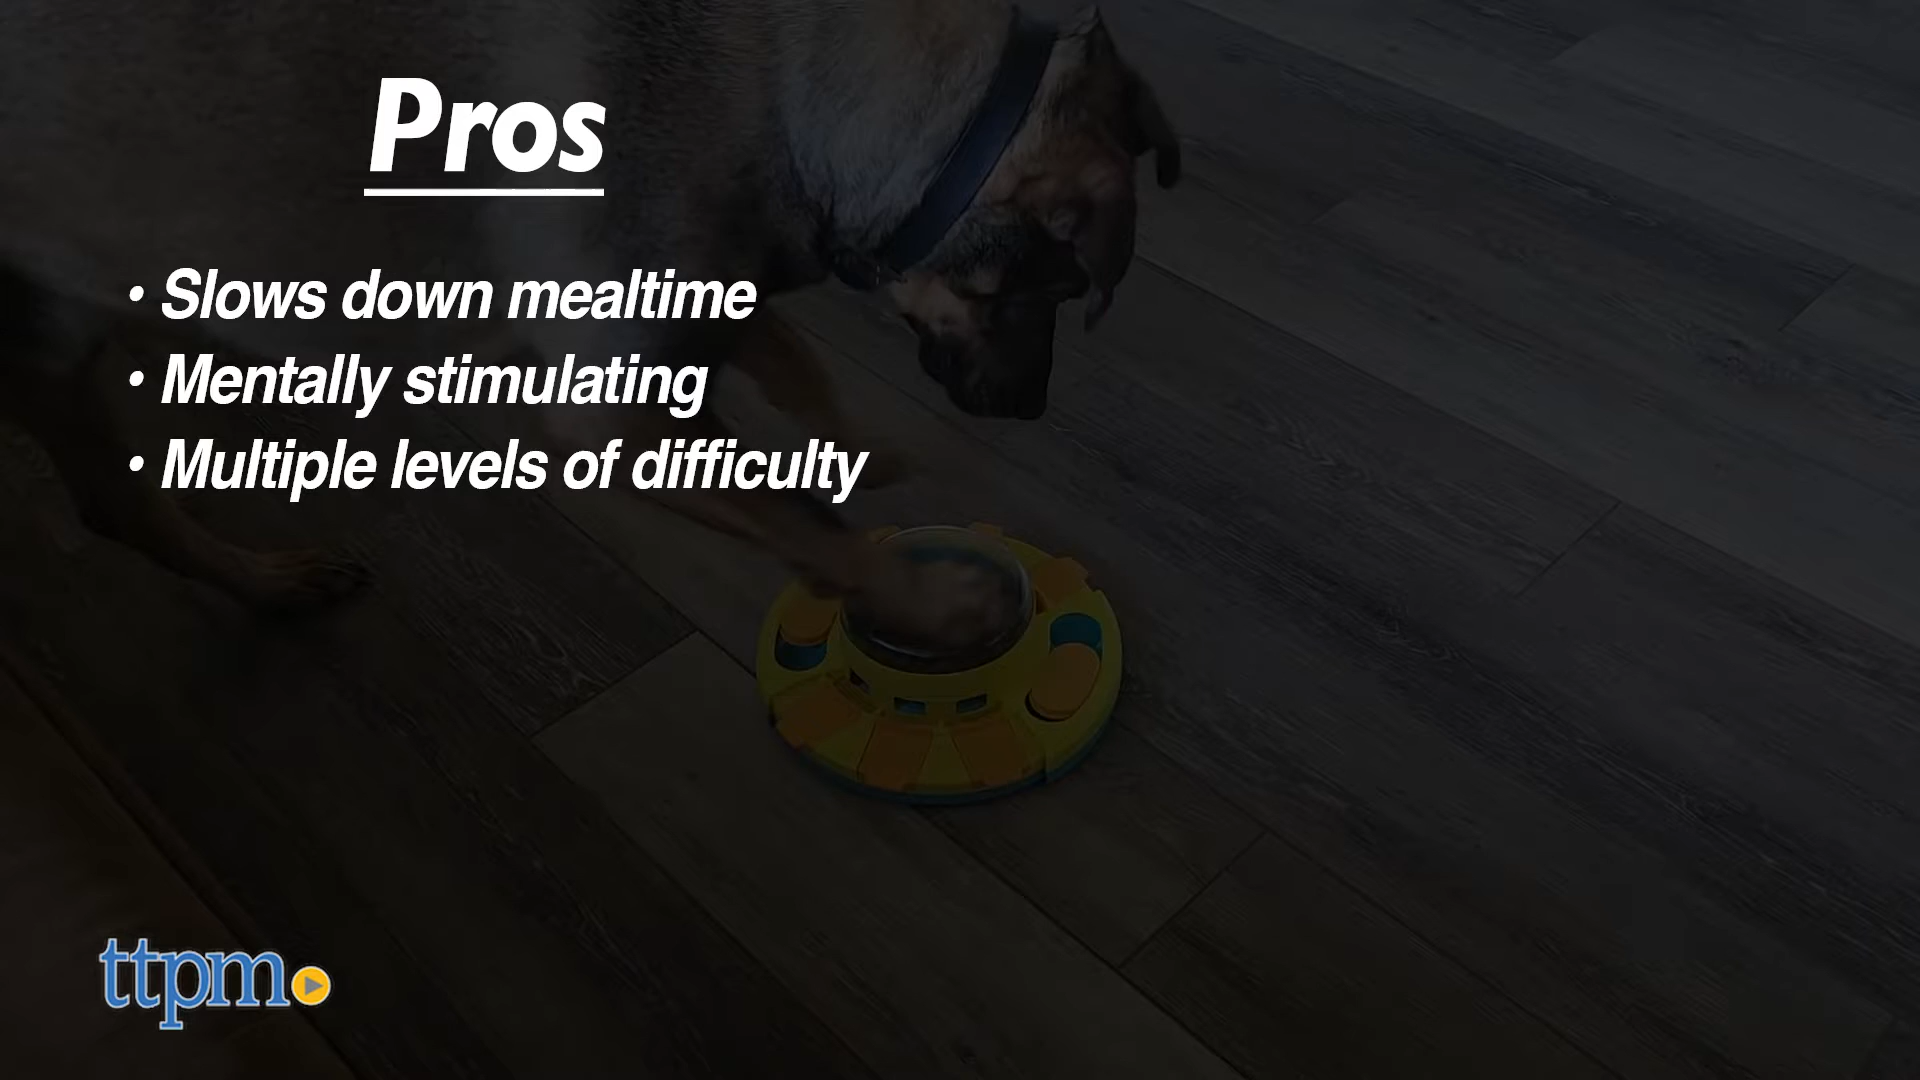 Pros
• Slows down mealtime
• Mentally stimulating
• Multiple levels of difficulty
ttpm